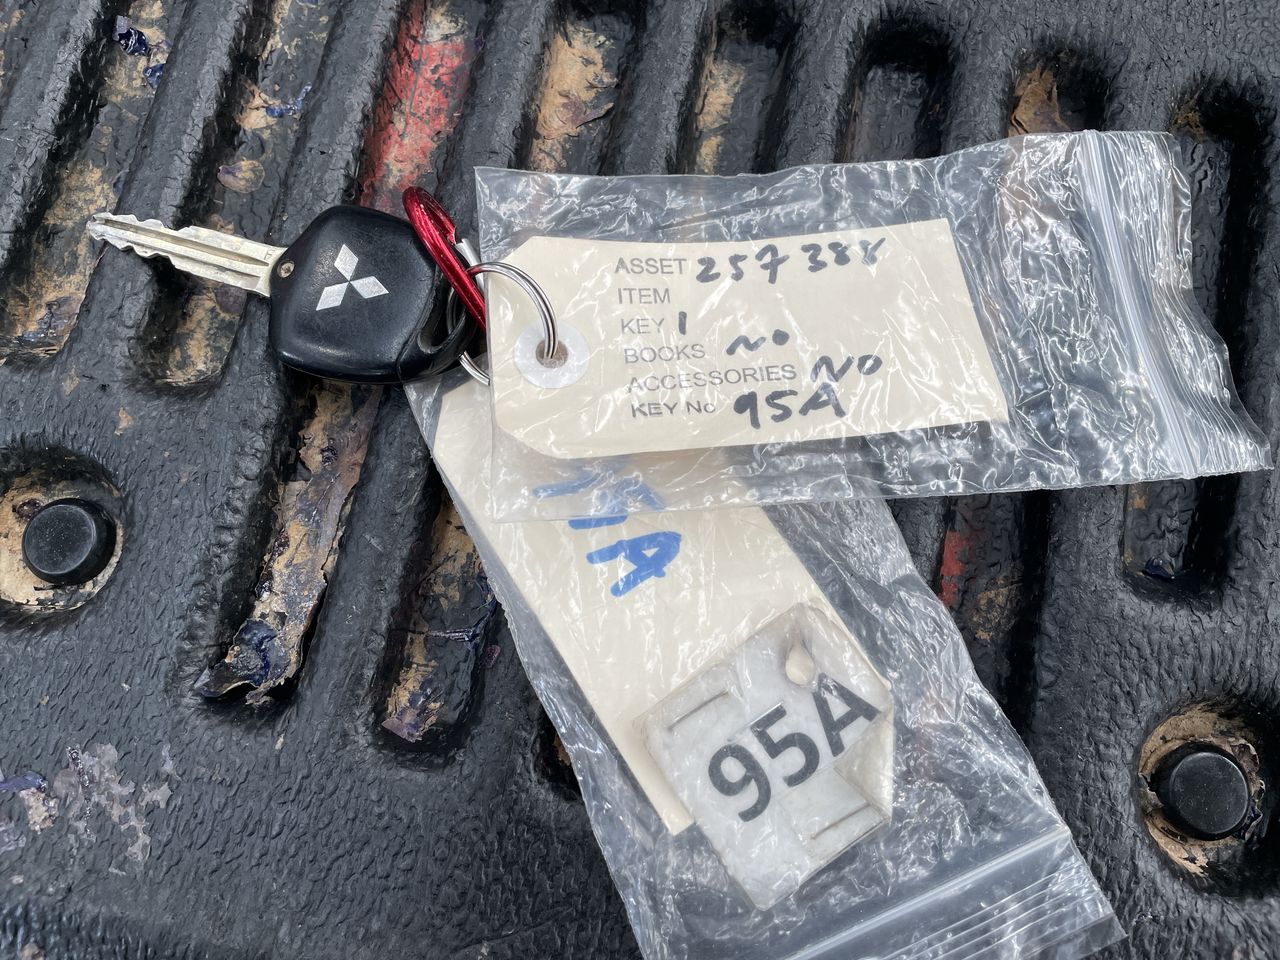 ASSET 257388
ITEM
KEY 1
BOOKS NO
ACCESSORIES NO
KEY No 95A
95A